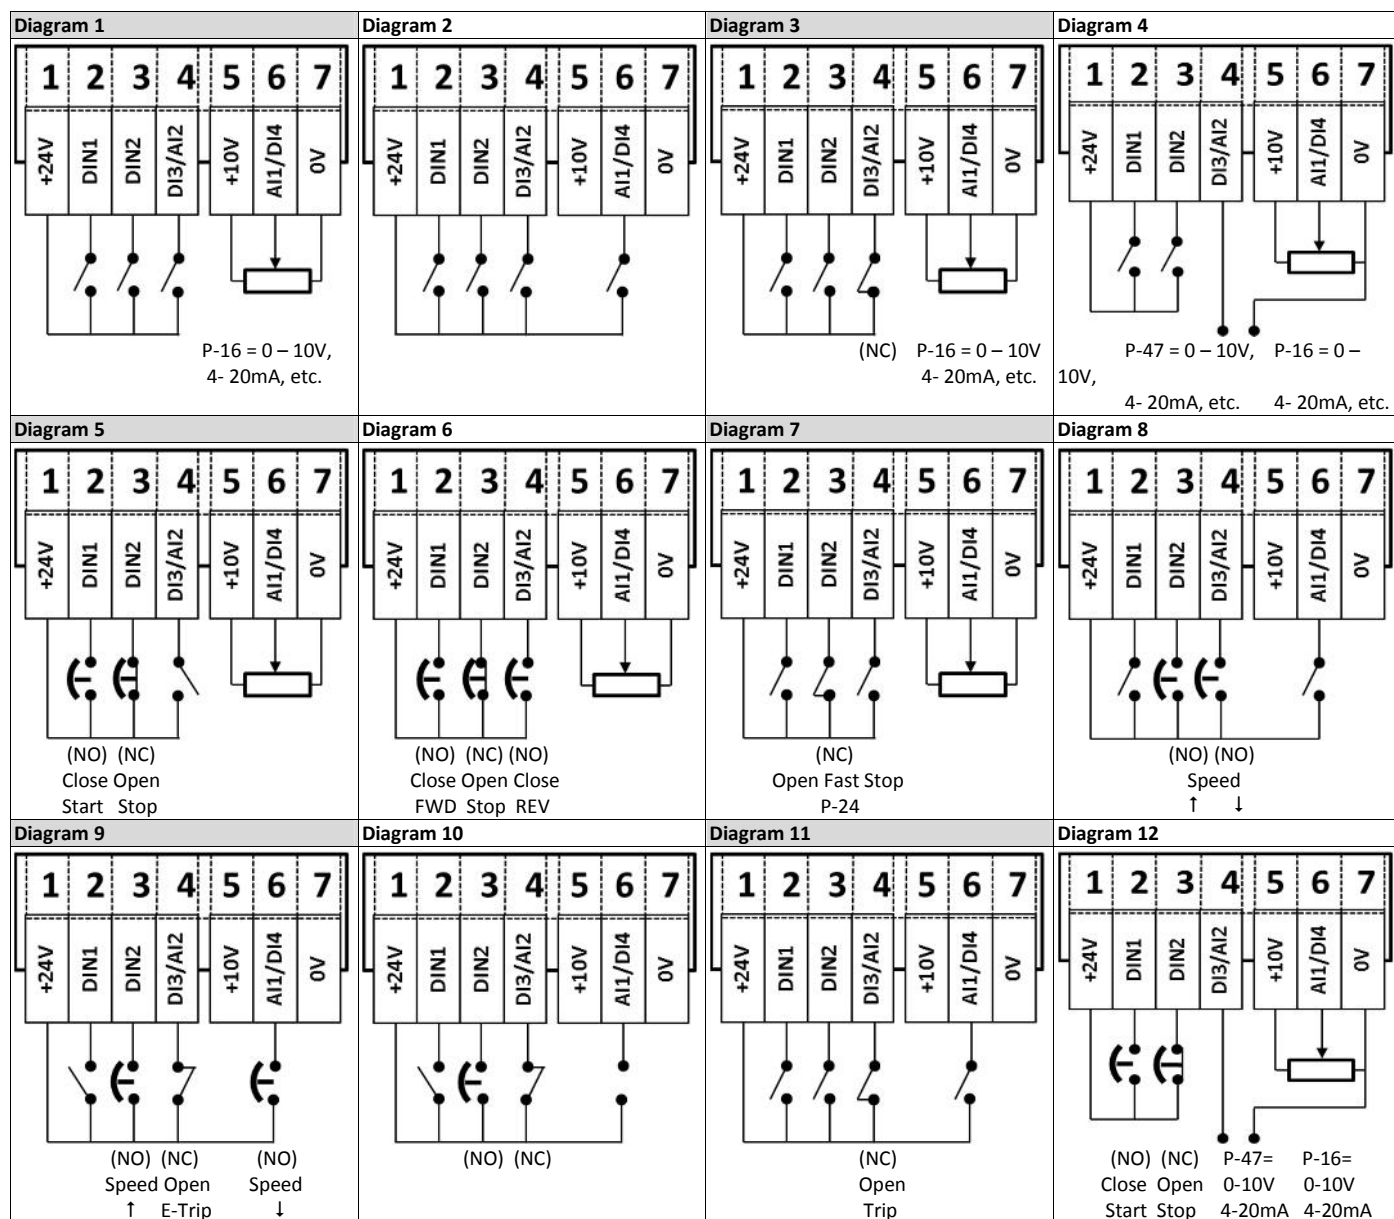 Diagram 1 Diagram 2 Diagram 3 Diagram 4
1 2 3 4 5 6 7 1 2 3 4 5 6 7 1 2 3 4 5 6 7 1 2 3 4 5 6 7
+24V DIN1 DIN2 DI3/AI2 +10V AI1/DI4 0V +24V DIN1 DIN2 DI3/AI2 +10V AI1/DI4 0V +24V DIN1 DIN2 DI3/AI2 +10V AI1/DI4 0V +24V DIN1 DIN2 DI3/AI2 +10V AI1/DI4 0V
P-16 = 0 – 10V, (NC) P-16 = 0 – 10V P-47 = 0 – 10V, P-16 = 0 –
4- 20mA, etc. 4- 20mA, etc. 10V,
4- 20mA, etc. 4- 20mA, etc.
Diagram 5 Diagram 6 Diagram 7 Diagram 8
1 2 3 4 5 6 7 1 2 3 4 5 6 7 1 2 3 4 5 6 7 1 2 3 4 5 6 7
+24V DIN1 DIN2 DI3/AI2 +10V AI1/DI4 0V +24V DIN1 DIN2 DI3/AI2 +10V AI1/DI4 0V +24V DIN1 DIN2 DI3/AI2 +10V AI1/DI4 0V +24V DIN1 DIN2 DI3/AI2 +10V AI1/DI4 0V
(NO) (NC) (NO) (NC) (NO) (NC) (NO) (NO)
Close Open Close Open Close Open Fast Stop Speed
Start Stop FWD Stop REV P-24 ↑ ↓
Diagram 9 Diagram 10 Diagram 11 Diagram 12
1 2 3 4 5 6 7 1 2 3 4 5 6 7 1 2 3 4 5 6 7 1 2 3 4 5 6 7
+24V DIN1 DIN2 DI3/AI2 +10V AI1/DI4 0V +24V DIN1 DIN2 DI3/AI2 +10V AI1/DI4 0V +24V DIN1 DIN2 DI3/AI2 +10V AI1/DI4 0V +24V DIN1 DIN2 DI3/AI2 +10V AI1/DI4 0V
(NO) (NC) (NO) (NO) (NC) (NC) (NO) (NC) P-47= P-16=
Speed Open Speed Open Close Open 0-10V 0-10V
↑ E-Trip ↓ Trip Start Stop 4-20mA 4-20mA